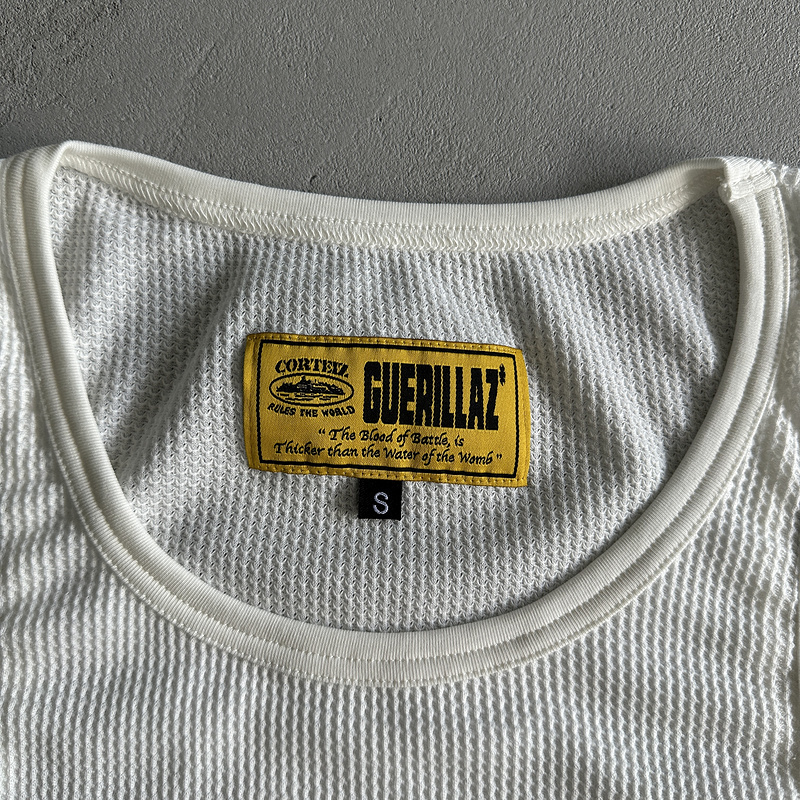 CORTEIZ
RULES THE WORLD
GUERILLAZ
" The Blood of Battle, is
Thicker than the Water of the Womb "
S